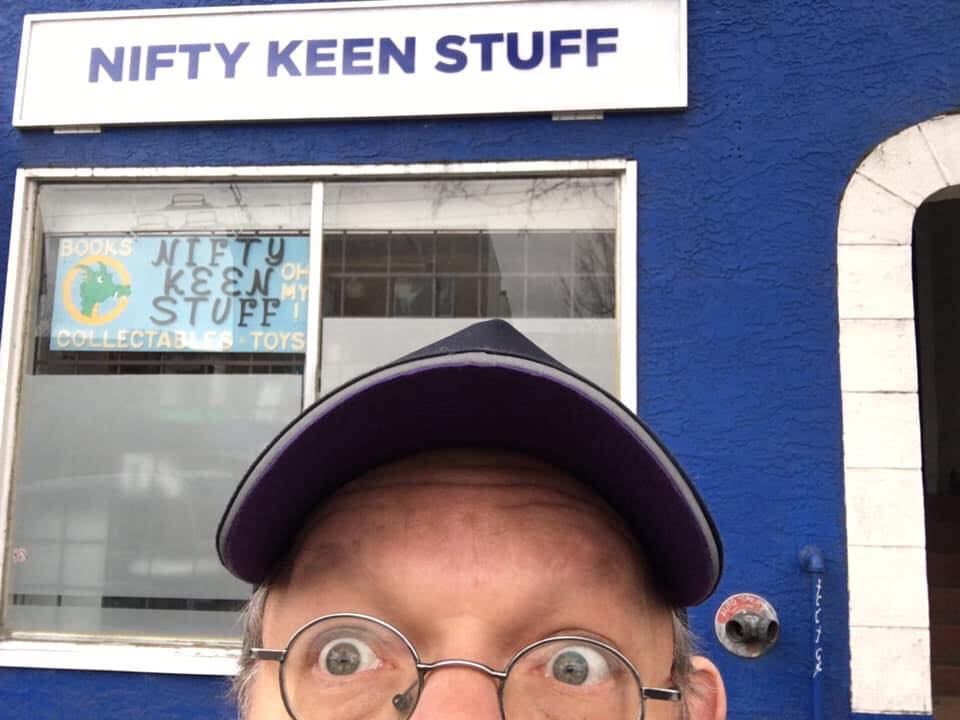 NIFTY KEEN STUFF
BOOKS
NIFTY
KEEN
STUFF
OH
MY
!
COLLECTABLES - TOYS